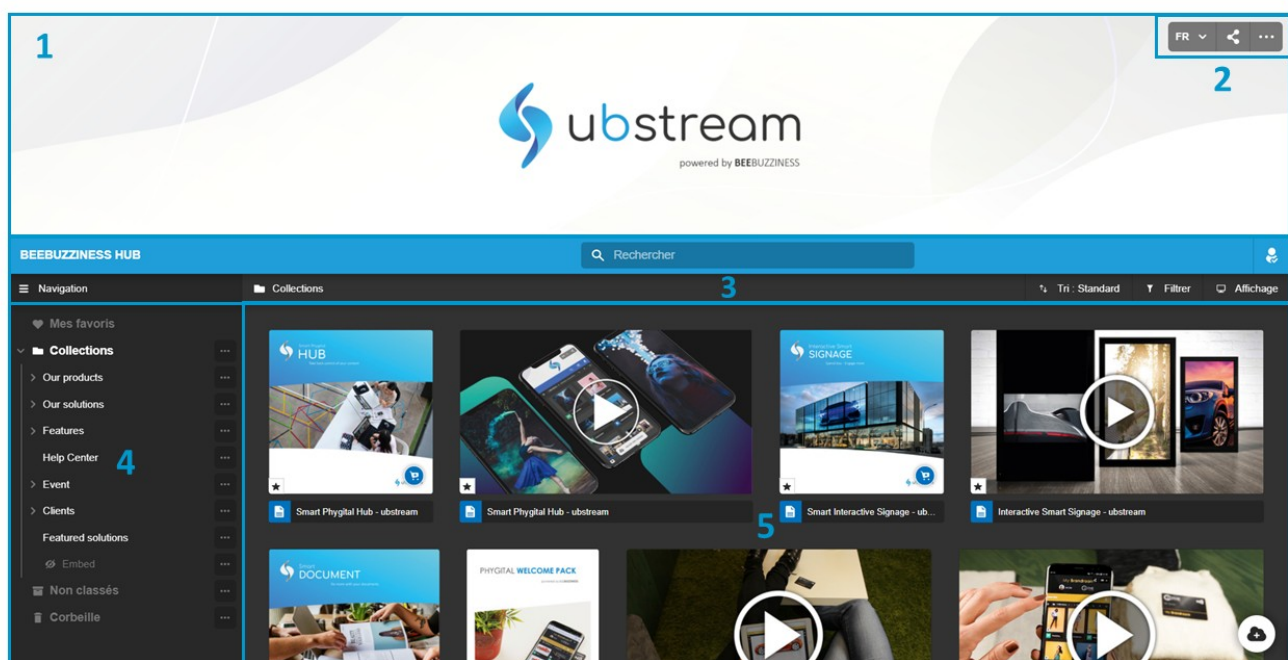 1
FR
2
ubstream
powered by BEEBUZZINESS
BEEBUZZINESS HUB
Rechercher
Navigation
Collections
3
Tri : Standard
Filtrer
Affichage
Mes favoris
Collections
Our products
Our solutions
Features
Help Center
4
Event
Clients
Featured solutions
Embed
Non classés
Corbeille
HUB
Interactive Smart
SIGNAGE
Smart Phygital Hub - ubstream
Smart Phygital Hub - ubstream
Smart Interactive Signage - ub...
Interactive Smart Signage - ubstream
5
Smart
DOCUMENT
PHYGITAL WELCOME PACK